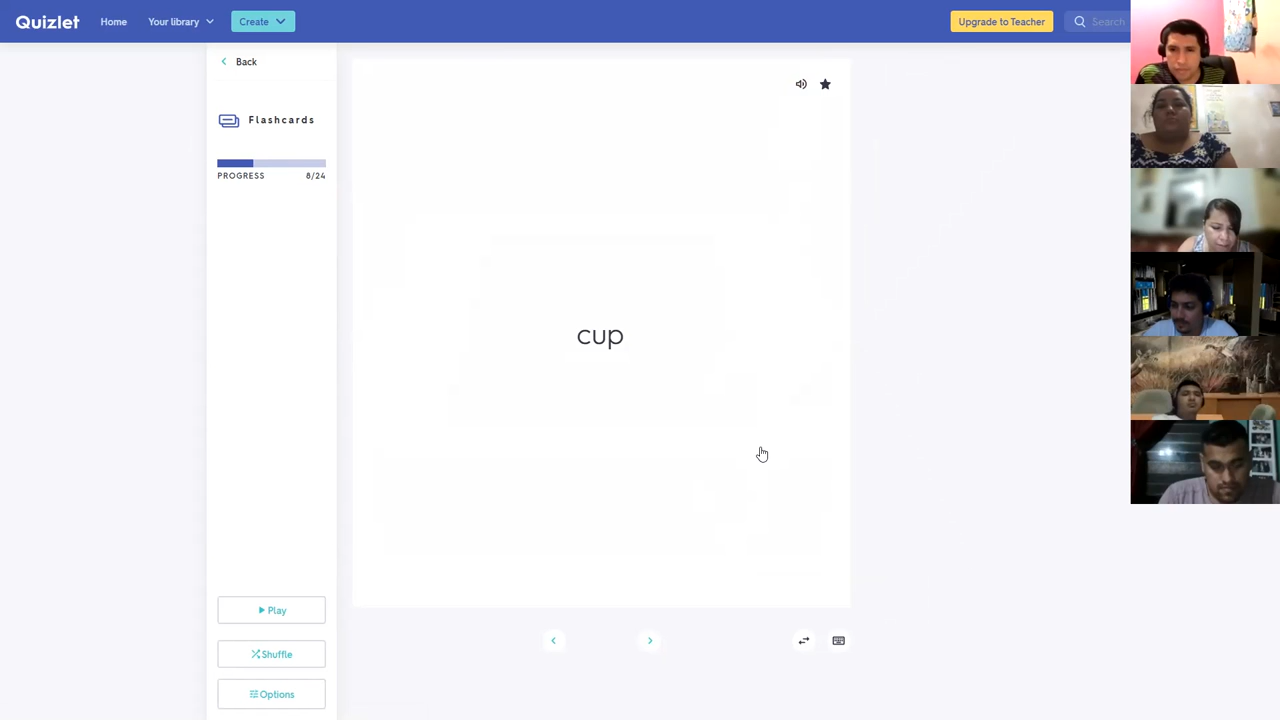 Quizlet
Home
Your library
Create
Upgrade to Teacher
Search
Back
Flashcards
PROGRESS 8/24
cup
Play
Shuffle
Options